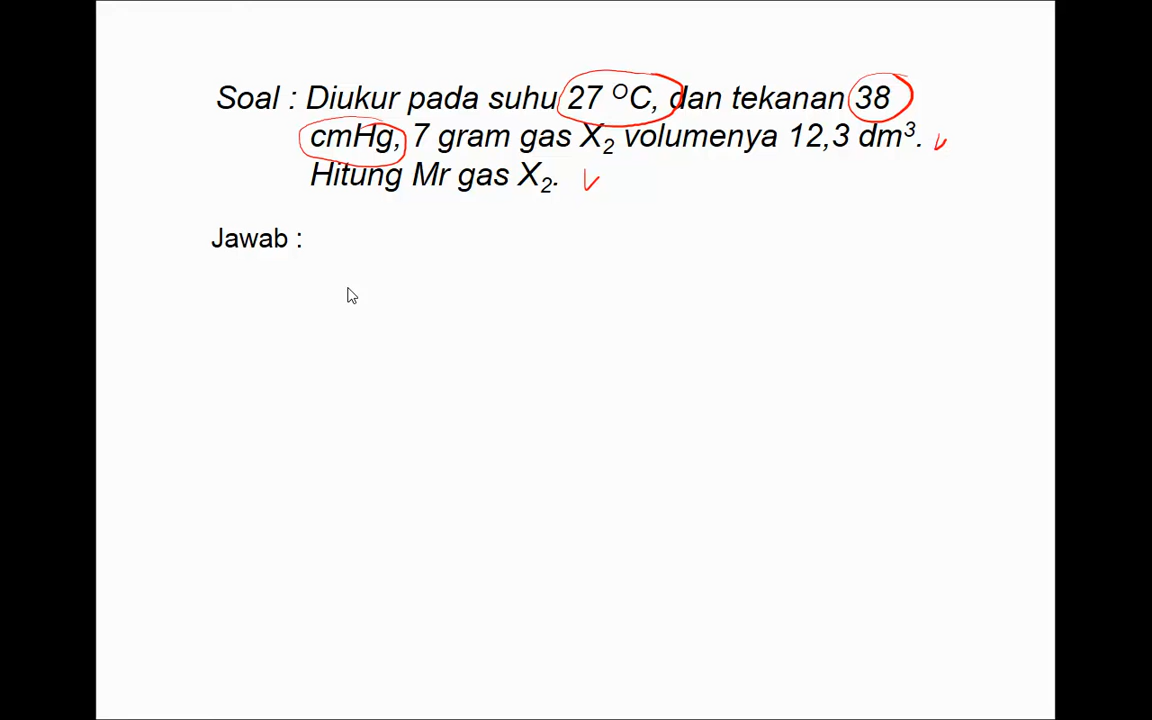 Soal : Diukur pada suhu 27 °C, dan tekanan 38
cmHg, 7 gram gas X₂ volumenya 12,3 dm³.
Hitung Mr gas X₂.
Jawab :